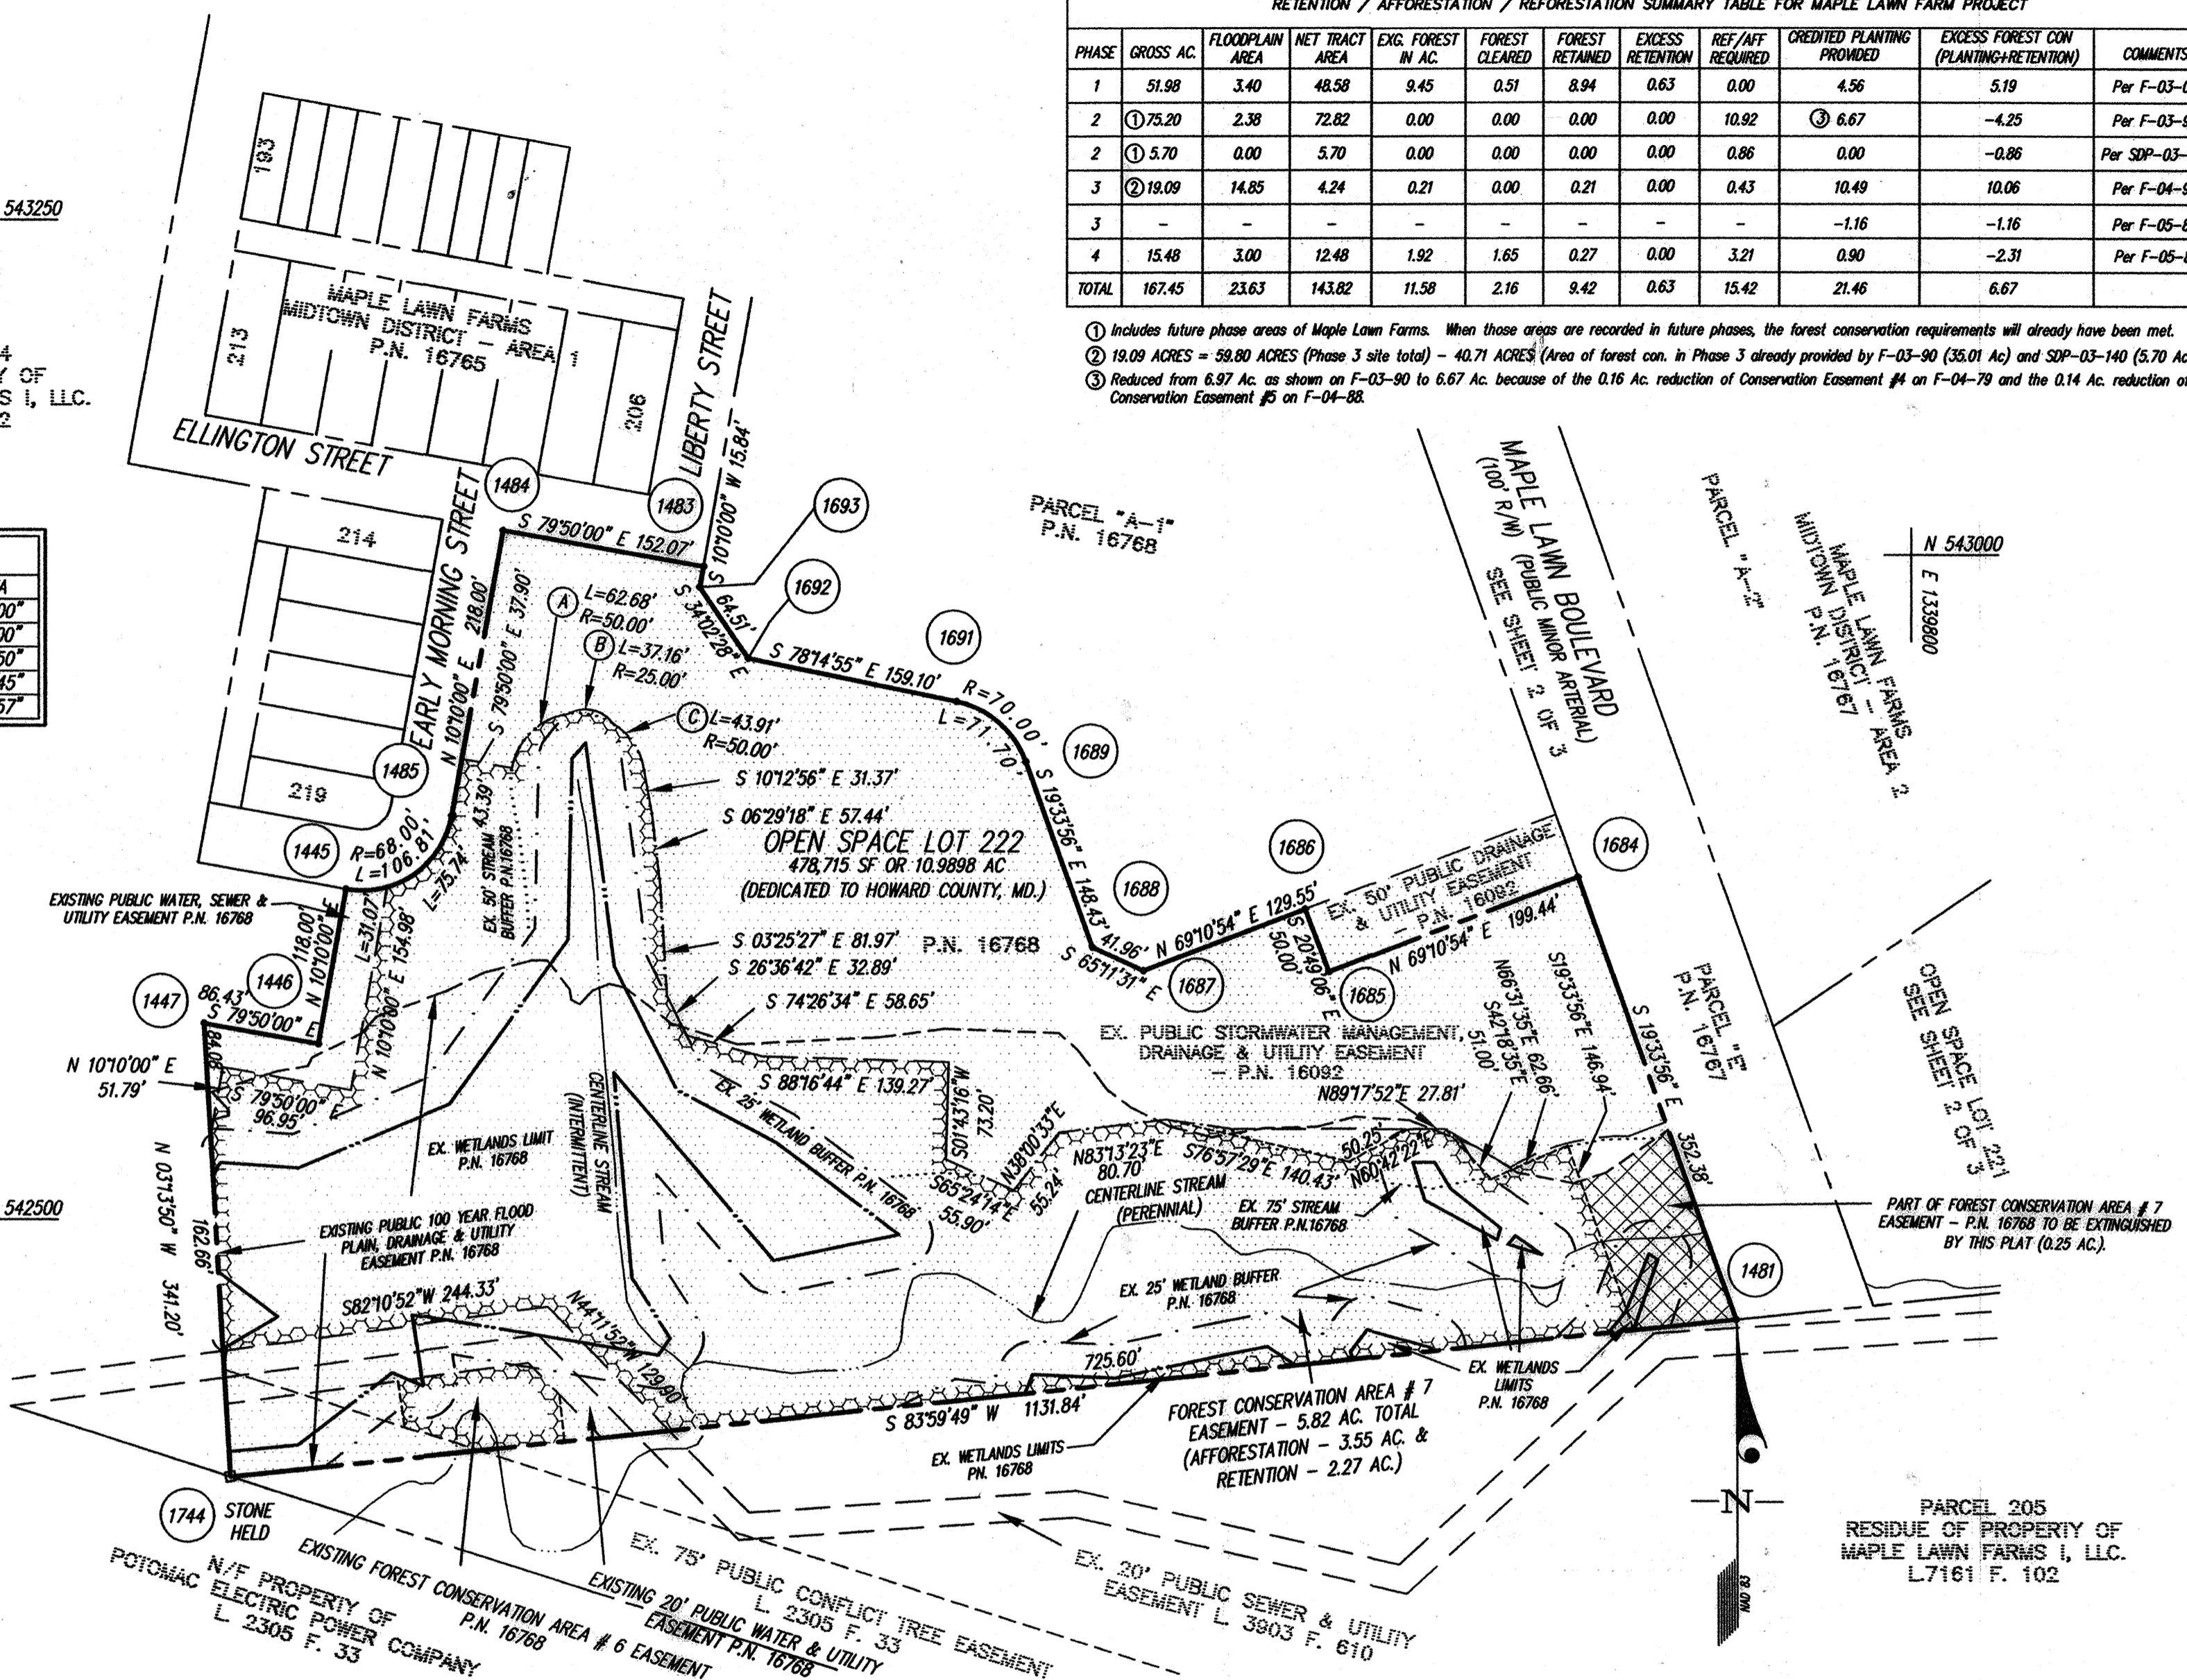 RETENTION / AFFORESTATION / REFORESTATION SUMMARY TABLE FOR MAPLE LAWN FARM PROJECT
PHASE GROSS AC. FLOODPLAIN AREA NET TRACT AREA EXG. FOREST IN AC. FOREST CLEARED FOREST RETAINED EXCESS RETENTION REF/AFF REQUIRED CREDITED PLANTING PROVIDED EXCESS FOREST CON (PLANTING+RETENTION) COMMENTS
1 51.98 3.40 48.58 9.45 0.51 8.94 0.63 0.00 4.56 5.19 Per F-03-
2 ① 75.20 2.38 72.82 0.00 0.00 0.00 0.00 10.92 ③ 6.67 -4.25 Per F-03-9
2 ① 5.70 0.00 5.70 0.00 0.00 0.00 0.00 0.86 0.00 -0.86 Per SDP-03-
3 ② 19.09 14.85 4.24 0.21 0.00 0.21 0.00 0.43 10.49 10.06 Per F-04-9
3 - - - - - - - - -1.16 -1.16 Per F-05-8
4 15.48 3.00 12.48 1.92 1.65 0.27 0.00 3.21 0.90 -2.31 Per F-05-
TOTAL 167.45 23.63 143.82 11.58 2.16 9.42 0.63 15.42 21.46 6.67
① Includes future phase areas of Maple Lawn Farms. When those areas are recorded in future phases, the forest conservation requirements will already have been met.
② 19.09 ACRES = 59.80 ACRES (Phase 3 site total) - 40.71 ACRES (Area of forest con. in Phase 3 already provided by F-03-90 (35.01 Ac) and SDP-03-140 (5.70 Ac
③ Reduced from 6.97 Ac. as shown on F-03-90 to 6.67 Ac. because of the 0.16 Ac. reduction of Conservation Easement #4 on F-04-79 and the 0.14 Ac. reduction of
Conservation Easement #5 on F-04-88.
543250
4
Y OF
S I, LLC.
A
00"
00"
50"
45"
57"
193
213
MAPLE LAWN FARMS
MIDTOWN DISTRICT - AREA 1
P.N. 16765
206
LIBERTY STREET
ELLINGTON STREET
EARLY MORNING STREET
214
219
1484
1483
1693
1692
1691
1689
1688
1687
1686
1685
1684
1481
1485
1445
1446
1447
1744
S 79°50'00" E 152.07'
S 10°10'00" W 15.84'
S 34°02'28" E
64.51'
S 78°14'55" E 159.10'
R=70.00'
L=71.70'
S 19°33'56" E 148.43'
41.96'
S 65°11'31" E
N 69°10'54" E 129.55'
S 20°49'06" E
50.00'
N 69°10'54" E 199.44'
S 19°33'56" E
352.38'
N 10°10'00" E 218.00'
S 79°50'00" E 37.90'
A L=62.68'
R=50.00'
B L=37.16'
R=25.00'
C L=43.91'
R=50.00'
S 10°12'56" E 31.37'
S 06°29'18" E 57.44'
OPEN SPACE LOT 222
478,715 SF OR 10.9898 AC
(DEDICATED TO HOWARD COUNTY, MD.)
S 03°25'27" E 81.97'
P.N. 16768
S 26°36'42" E 32.89'
S 74°26'34" E 58.65'
R=68.00'
L=106.81'
L=75.74'
43.39'
EX. 50' STREAM
BUFFER P.N.16768
EXISTING PUBLIC WATER, SEWER &
UTILITY EASEMENT P.N. 16768
118.00'
N 10°10'00" E
L=31.07'
N 10°10'00" E 154.98'
86.43'
S 79°50'00" E
84.06'
N 10°10'00" E
51.79'
S 79°50'00" E
96.95'
N 03°13'50" W 341.20'
162.66'
542500
EX. WETLANDS LIMIT
P.N. 16768
EXISTING PUBLIC 100 YEAR FLOOD
PLAIN, DRAINAGE & UTILITY
EASEMENT P.N. 16768
CENTERLINE STREAM
(INTERMITTENT)
S 88°16'44" E 139.27'
EX. 25' WETLAND BUFFER P.N. 16768
S01°43'16"W
73.20'
S65°24'14"E
55.90'
N38°00'33"E
55.24'
N83°13'23"E
80.70'
S76°57'29"E 140.43'
50.25'
N60°42'22"E
N89°17'52"E 27.81'
S42°18'35"E
51.00'
N66°31'35"E 62.66'
S19°33'56"E 146.94'
EX. PUBLIC STORMWATER MANAGEMENT,
DRAINAGE & UTILITY EASEMENT
- P.N. 16092
EX. 50' PUBLIC DRAINAGE
& UTILITY EASEMENT
- P.N. 16092
PARCEL "A-1"
P.N. 16768
MAPLE LAWN BOULEVARD
(100' R/W) (PUBLIC MINOR ARTERIAL)
SEE SHEET 2 OF 3
PARCEL "A-2"
MAPLE LAWN FARMS
MIDTOWN DISTRICT - AREA 2
P.N. 16767
N 543000
E 1339800
PARCEL "E"
P.N. 16767
OPEN SPACE LOT 221
SEE SHEET 2 OF 3
PART OF FOREST CONSERVATION AREA # 7
EASEMENT - P.N. 16768 TO BE EXTINGUISHED
BY THIS PLAT (0.25 AC.).
CENTERLINE STREAM
(PERENNIAL)
EX. 75' STREAM
BUFFER P.N.16768
EX. 25' WETLAND BUFFER
P.N. 16768
S82°10'52"W 244.33'
N44°11'52"W 129.90'
725.60'
S 83°59'49" W 1131.84'
EX. WETLANDS LIMITS
PN. 16768
FOREST CONSERVATION AREA # 7
EASEMENT - 5.82 AC. TOTAL
(AFFORESTATION - 3.55 AC. &
RETENTION - 2.27 AC.)
EX. WETLANDS
LIMITS
P.N. 16768
STONE
HELD
N/F PROPERTY OF
POTOMAC ELECTRIC POWER COMPANY
L. 2305 F. 33
EXISTING FOREST CONSERVATION AREA # 6 EASEMENT
P.N. 16768
EXISTING 20' PUBLIC WATER & UTILITY
EASEMENT P.N. 16768
EX. 75' PUBLIC CONFLICT TREE EASEMENT
L. 2305 F. 33
EX. 20' PUBLIC SEWER & UTILITY
EASEMENT L. 3903 F. 610
N
NAD 83
PARCEL 205
RESIDUE OF PROPERTY OF
MAPLE LAWN FARMS I, LLC.
L.7161 F. 102